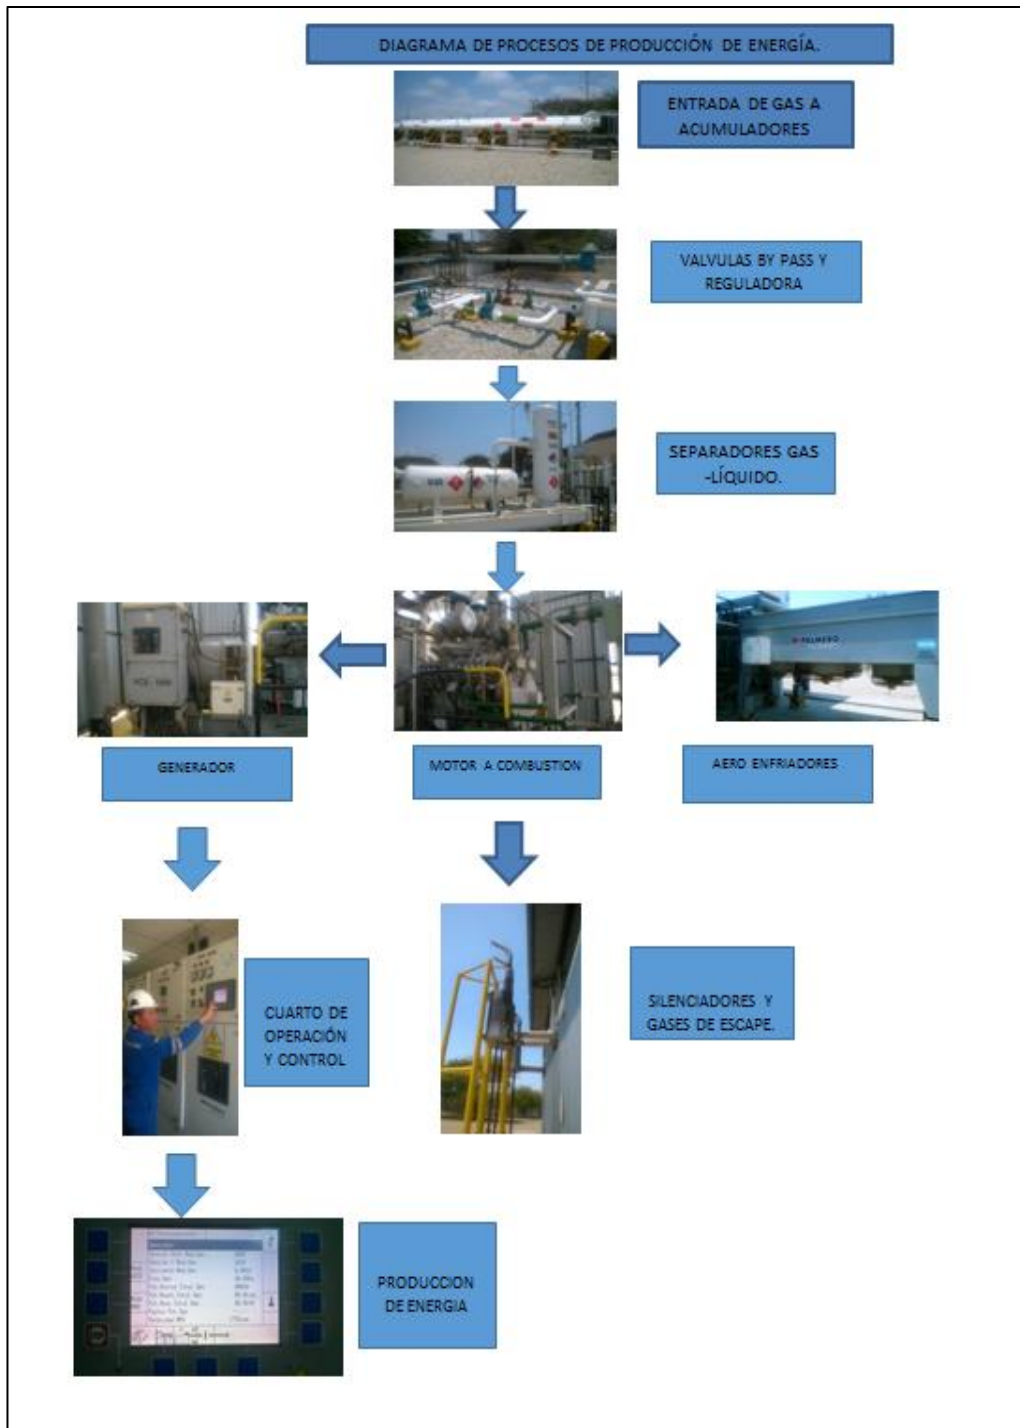 DIAGRAMA DE PROCESOS DE PRODUCCIÓN DE ENERGÍA.
ENTRADA DE GAS A
ACUMULADORES
VALVULAS BY PASS Y
REGULADORA
SEPARADORES GAS
-LÍQUIDO.
GENERADOR
MOTOR A COMBUSTION
AERO ENFRIADORES
CUARTO DE
OPERACIÓN
Y CONTROL
SILENCIADORES Y
GASES DE ESCAPE.
PRODUCCION
DE ENERGIA